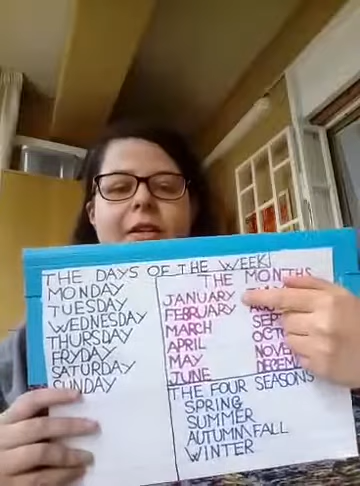 THE DAYS OF THE WEEK
MONDAY
TUESDAY
WEDNESDAY
THURSDAY
FRYDAY
SATURDAY
SUNDAY
THE MONTHS
JANUARY
FEBRUARY
MARCH
APRIL
MAY
JUNE
THE FOUR SEASONS
SPRING
SUMMER
AUTUMN/FALL
WINTER